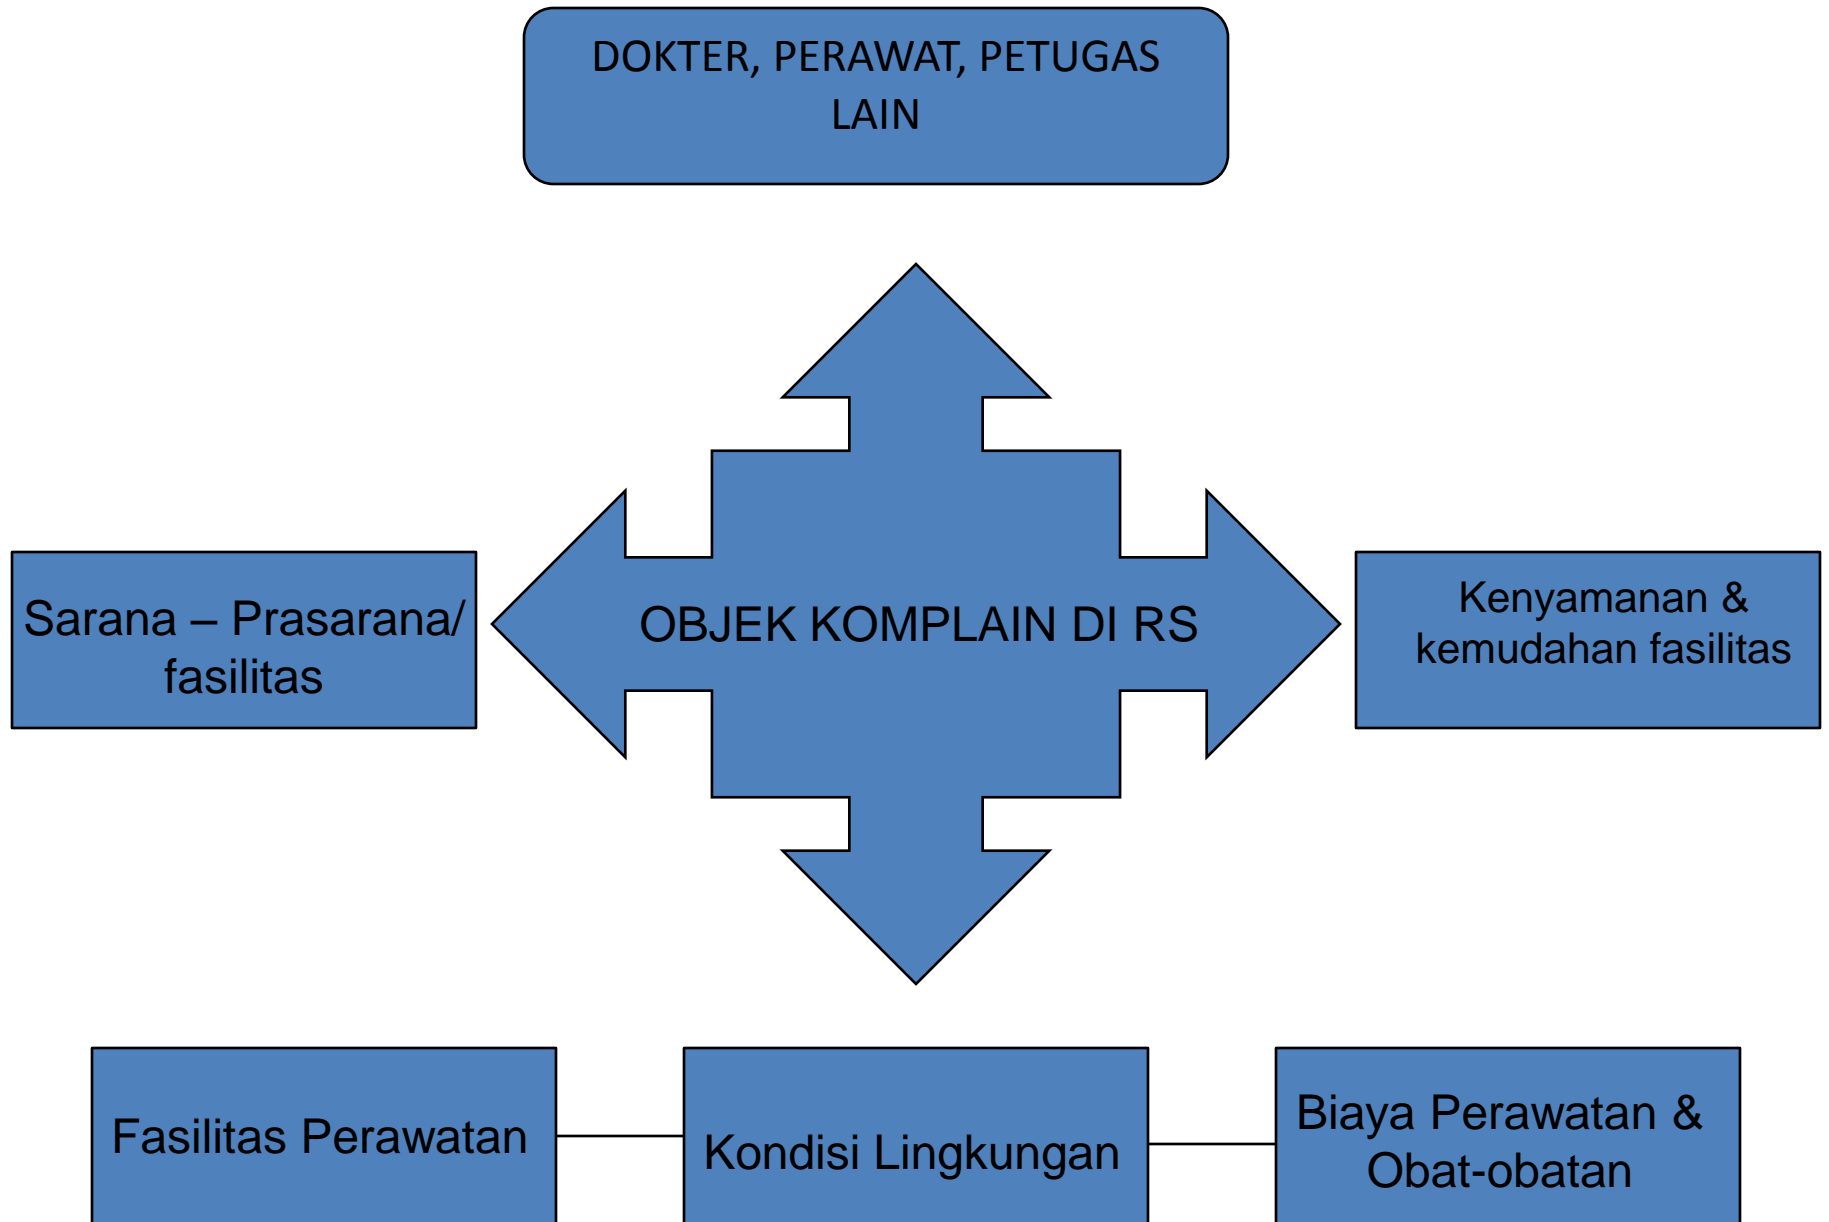 DOKTER, PERAWAT, PETUGAS
LAIN
Sarana – Prasarana/
fasilitas
OBJEK KOMPLAIN DI RS
Kenyamanan &
kemudahan fasilitas
Fasilitas Perawatan
Kondisi Lingkungan
Biaya Perawatan &
Obat-obatan